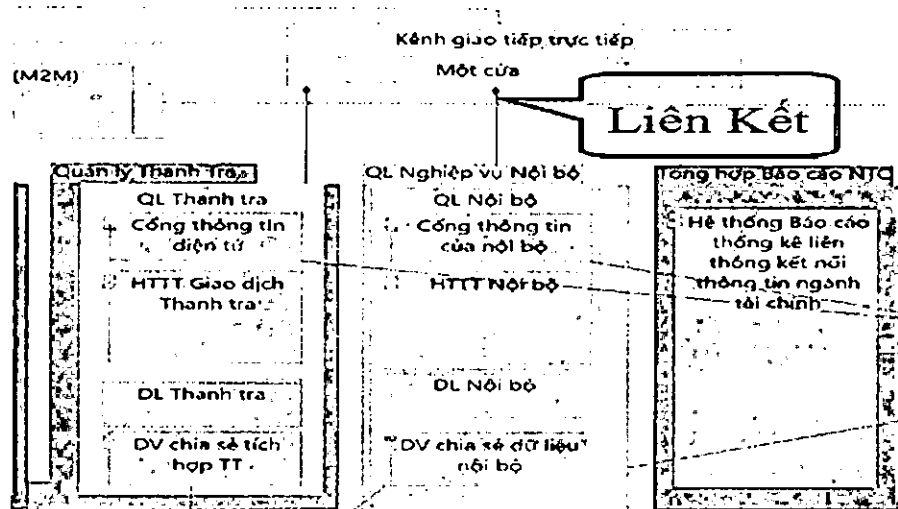 Kênh giao tiếp trực tiếp
Một cửa
(M2M)
Liên Kết
Quản lý Thanh Tra
QL Thanh tra
Cổng thông tin
điện tử
HTTT Giao dịch
Thanh tra
DL Thanh tra
DV chia sẻ tích
hợp TT
QL Nghiệp vụ Nội bộ
QL Nội bộ
Cổng thông tin
của nội bộ
HTTT Nội bộ
DL Nội bộ
DV chia sẻ dữ liệu
nội bộ
Tổng hợp Báo cáo NTC
Hệ thống Báo cáo
thống kê liên
thông kết nối
thông tin ngành
tài chính